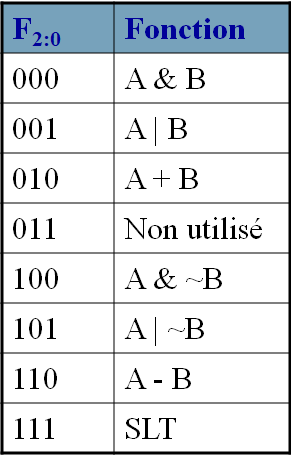 F2:0 Fonction
000 A & B
001 A | B
010 A + B
011 Non utilisé
100 A & ~B
101 A | ~B
110 A - B
111 SLT